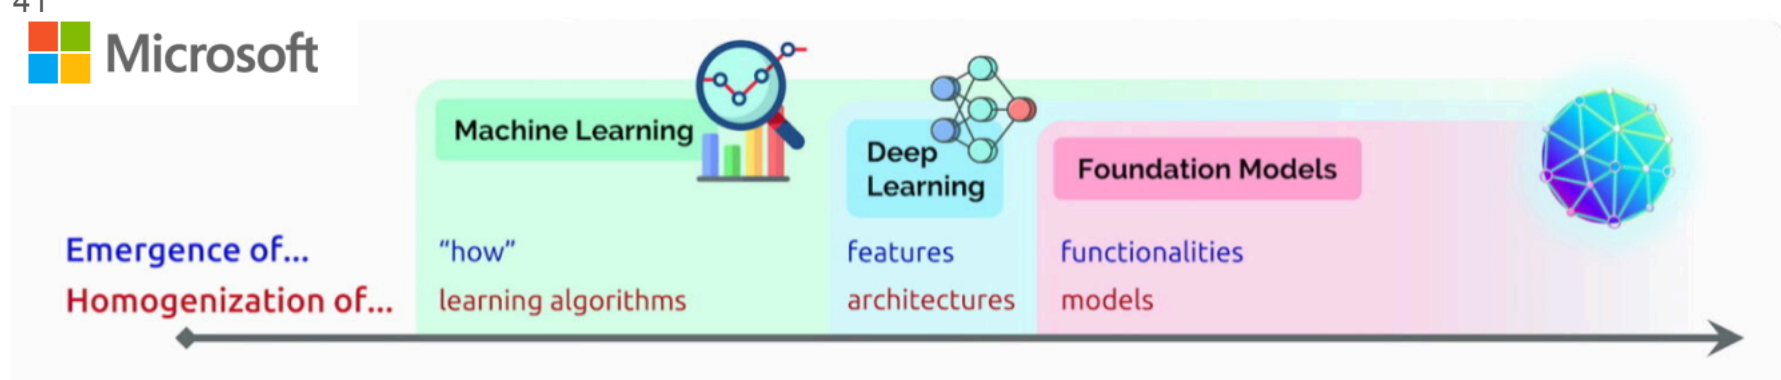 Microsoft
Machine Learning
Deep
Learning
Foundation Models
Emergence of...
"how"
features
functionalities
Homogenization of...
learning algorithms
architectures
models